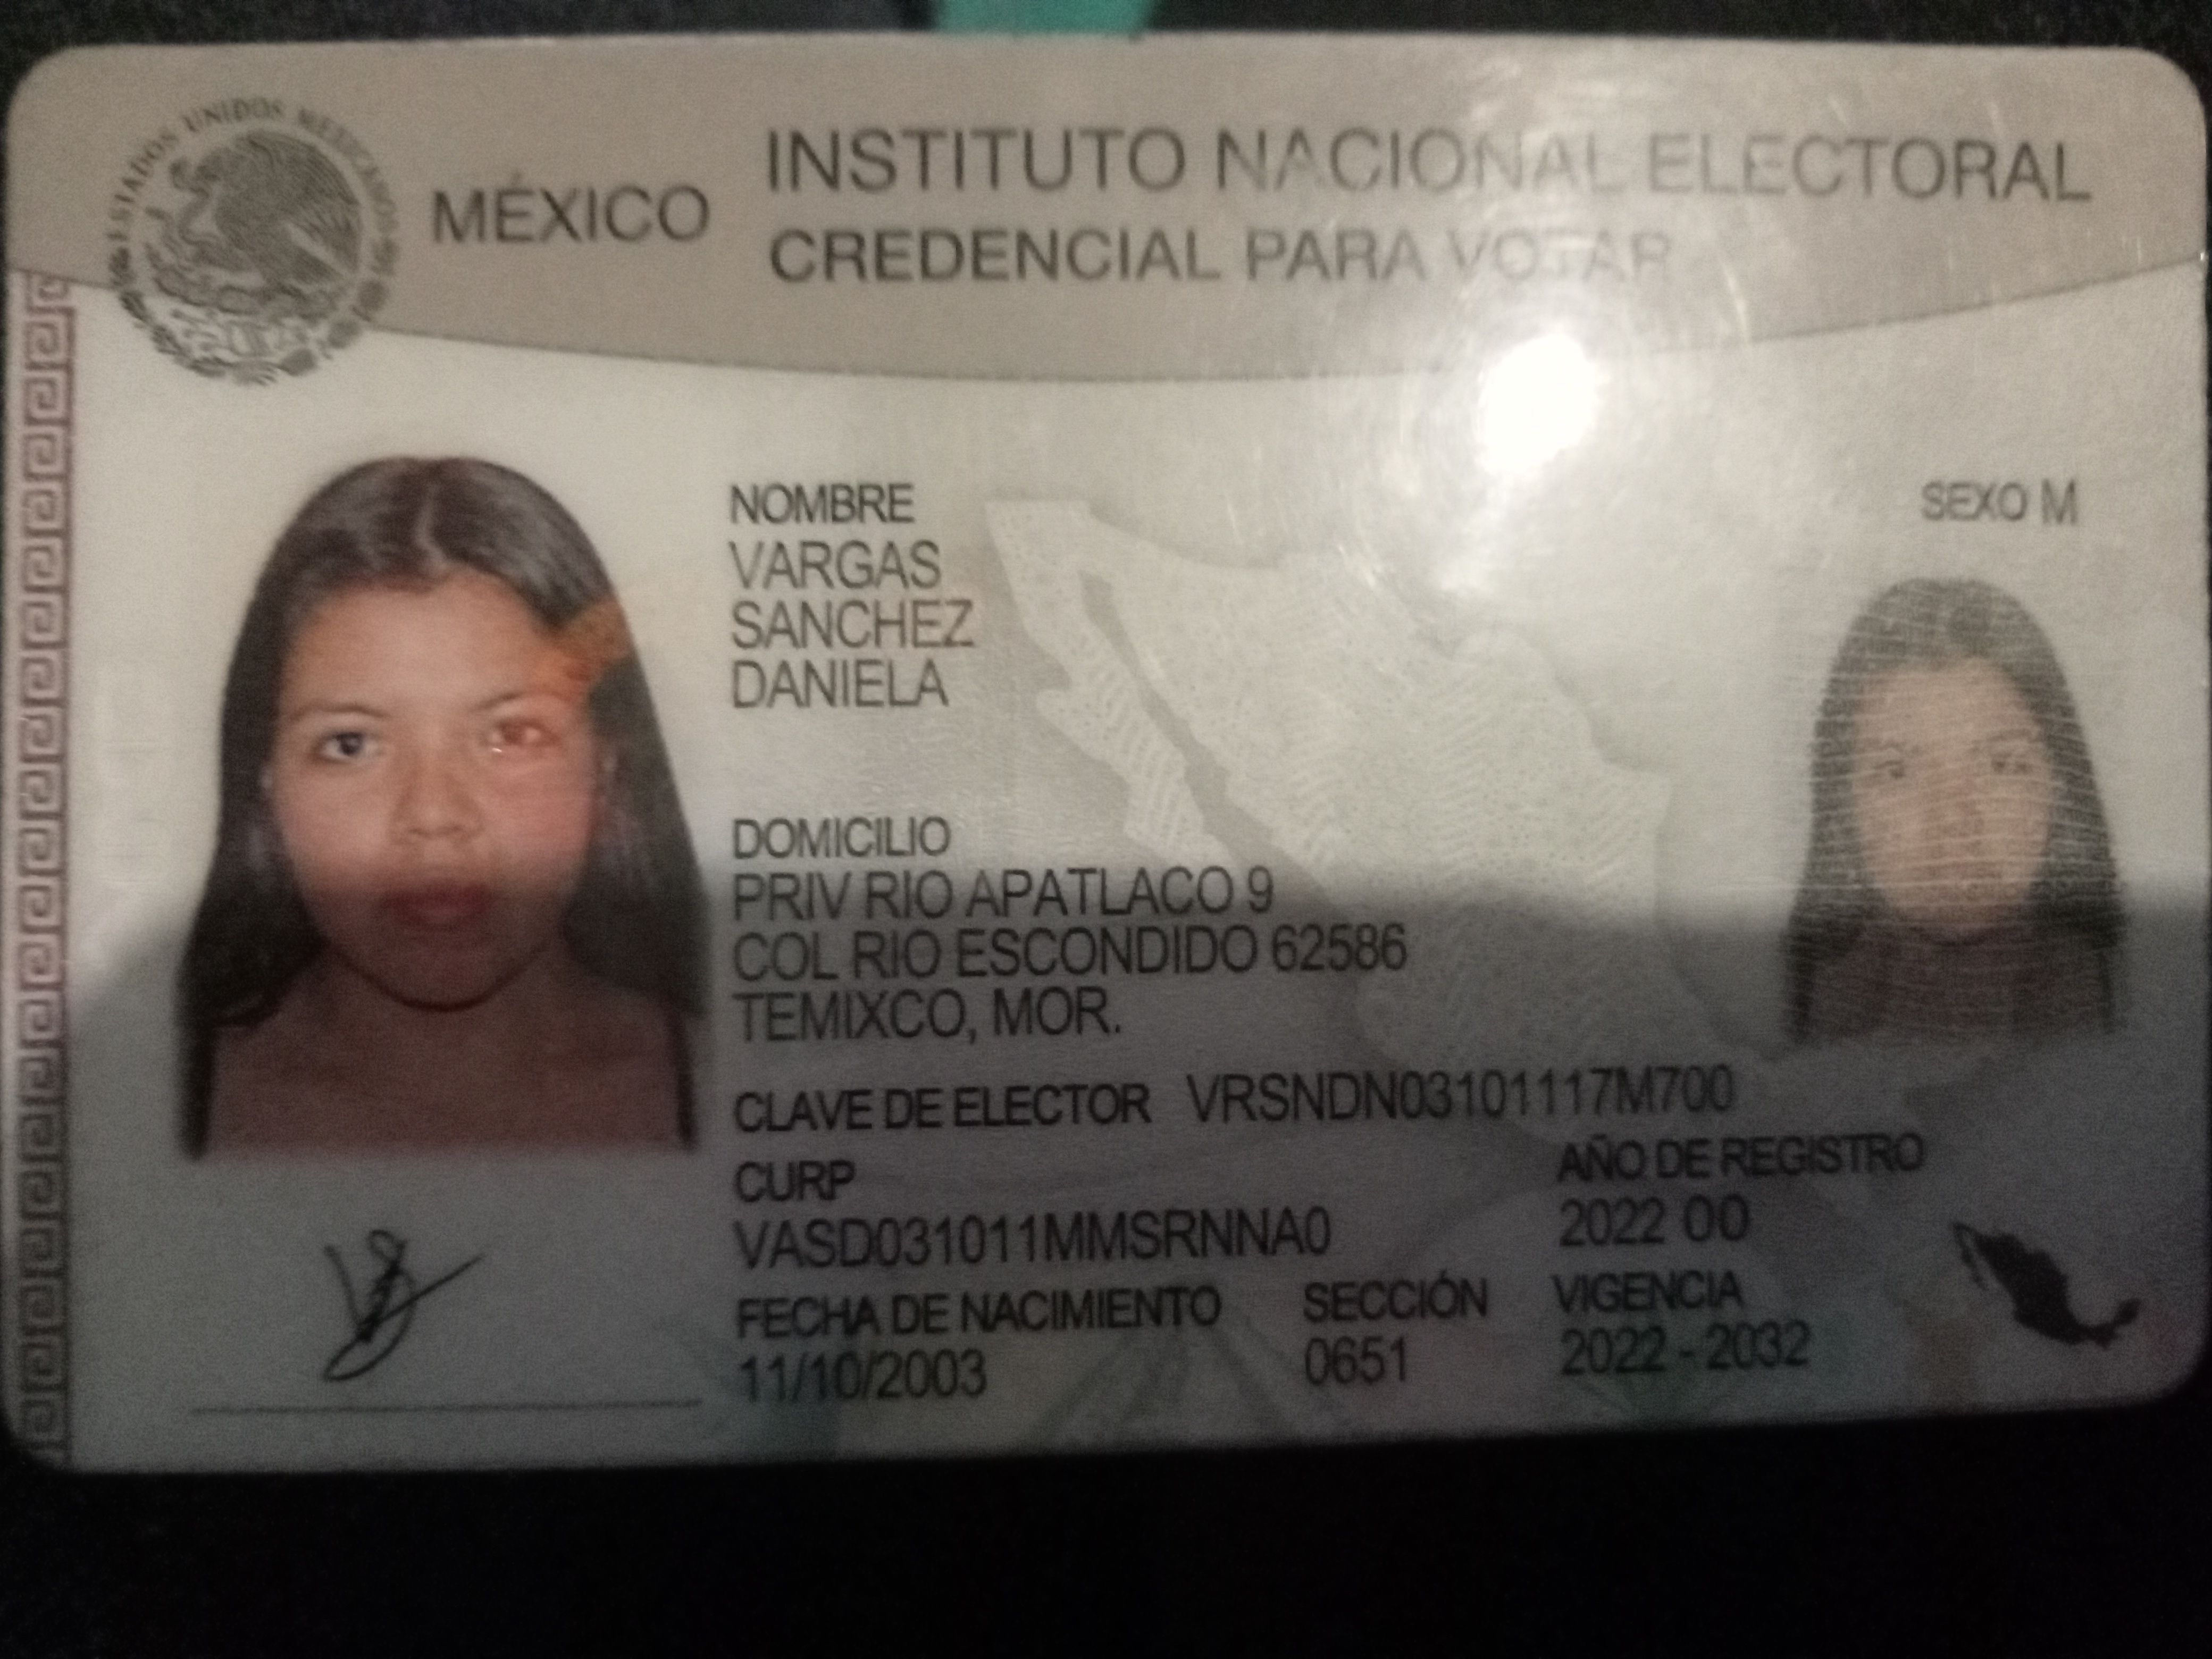 ESTADOS UNIDOS MEXICANOS
MÉXICO
INSTITUTO NACIONAL ELECTORAL
CREDENCIAL PARA VOTAR
NOMBRE
VARGAS
SANCHEZ
DANIELA
SEXO M
DOMICILIO
PRIV RIO APATLACO 9
COL RIO ESCONDIDO 62586
TEMIXCO, MOR.
CLAVE DE ELECTOR VRSNDN03101117M700
CURP
VASD031011MMSRNNA0
AÑO DE REGISTRO
2022 00
FECHA DE NACIMIENTO
11/10/2003
SECCIÓN
0651
VIGENCIA
2022 - 2032